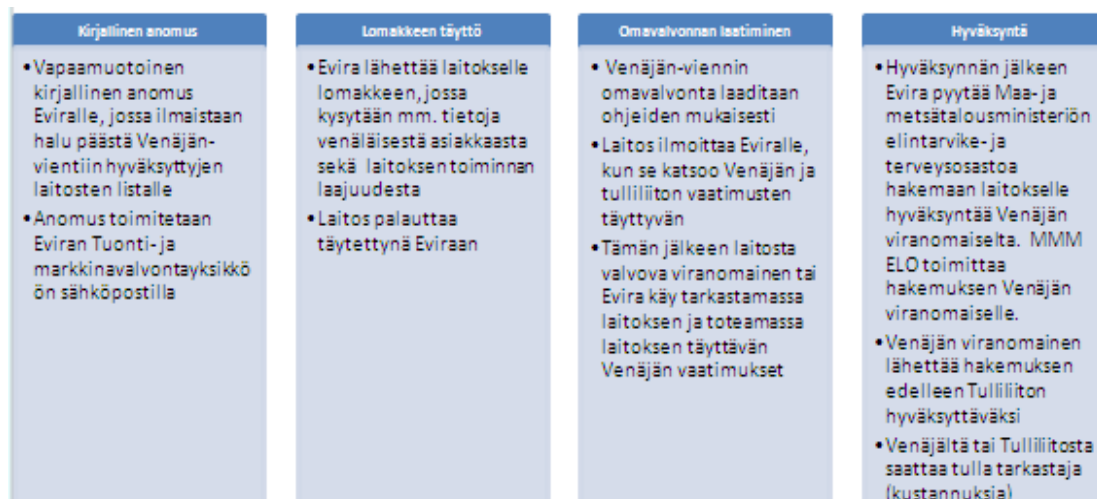 Kirjallinen anomus
• Vapaamuotoinen
kirjallinen anomus
Eviralle, jossa ilmaistaan
halu päästä Venäjän-
vientiin hyväksyttyjen
laitosten listalle
• Anomus toimitetaan
Eviran Tuonti- ja
markkinavalvontayksikkö
ön sähköpostilla
Lomakkeen täyttö
• Evira lähettää laitokselle
lomakkeen, jossa
kysytään mm. tietoja
venäläisestä asiakkaasta
sekä laitoksen toiminnan
laajuudesta
• Laitos palauttaa
täytettynä Eviraan
Omavalvonnan laatiminen
• Venäjän-viennin
omavalvonta laaditaan
ohjeiden mukaisesti
• Laitos ilmoittaa Eviralle,
kun se katsoo Venäjän ja
tulliliiton vaatimusten
täyttyvän
• Tämän jälkeen laitosta
valvova viranomainen tai
Evira käy tarkastamassa
laitoksen ja toteamassa
laitoksen täyttävän
Venäjän vaatimukset
Hyväksyntä
• Hyväksynnän jälkeen
Evira pyytää Maa- ja
metsätalousministeriön
elintarvike- ja
terveysosastoa
hakemaan laitokselle
hyväksyntää Venäjän
viranomaiselta. MMM
ELO toimittaa
hakemuksen Venäjän
viranomaiselle.
• Venäjän viranomainen
lähettää hakemuksen
edelleen Tulliliiton
hyväksyttäväksi
• Venäjältä tai Tulliliitosta
saattaa tulla tarkastaja
(kustannuksia)